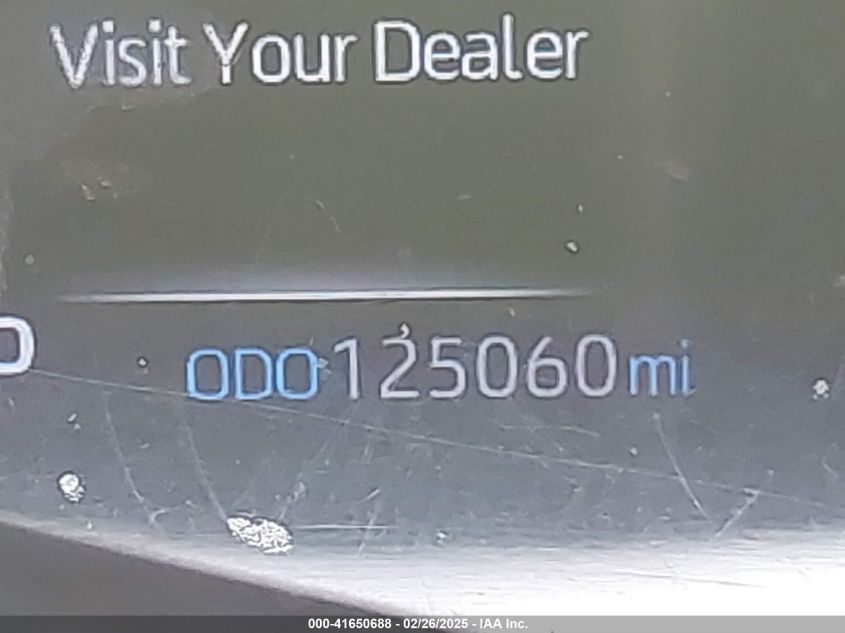 Visit Your Dealer
ODO 125060 mi
000-41650688 - 02/26/2025 - IAA Inc.